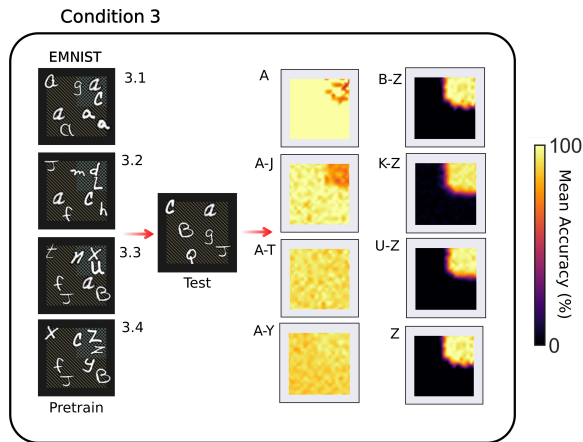 Condition 3
EMNIST
3.1
3.2
3.3
3.4
Pretrain
Test
A
A-J
A-T
A-Y
B-Z
K-Z
U-Z
Z
100
0
Mean Accuracy (%)
a g a
c
a a
a a
J m d
L
a c
f h
t n x
u
f a B
J
x c z
z
f y
J B
c a
B g
Q J